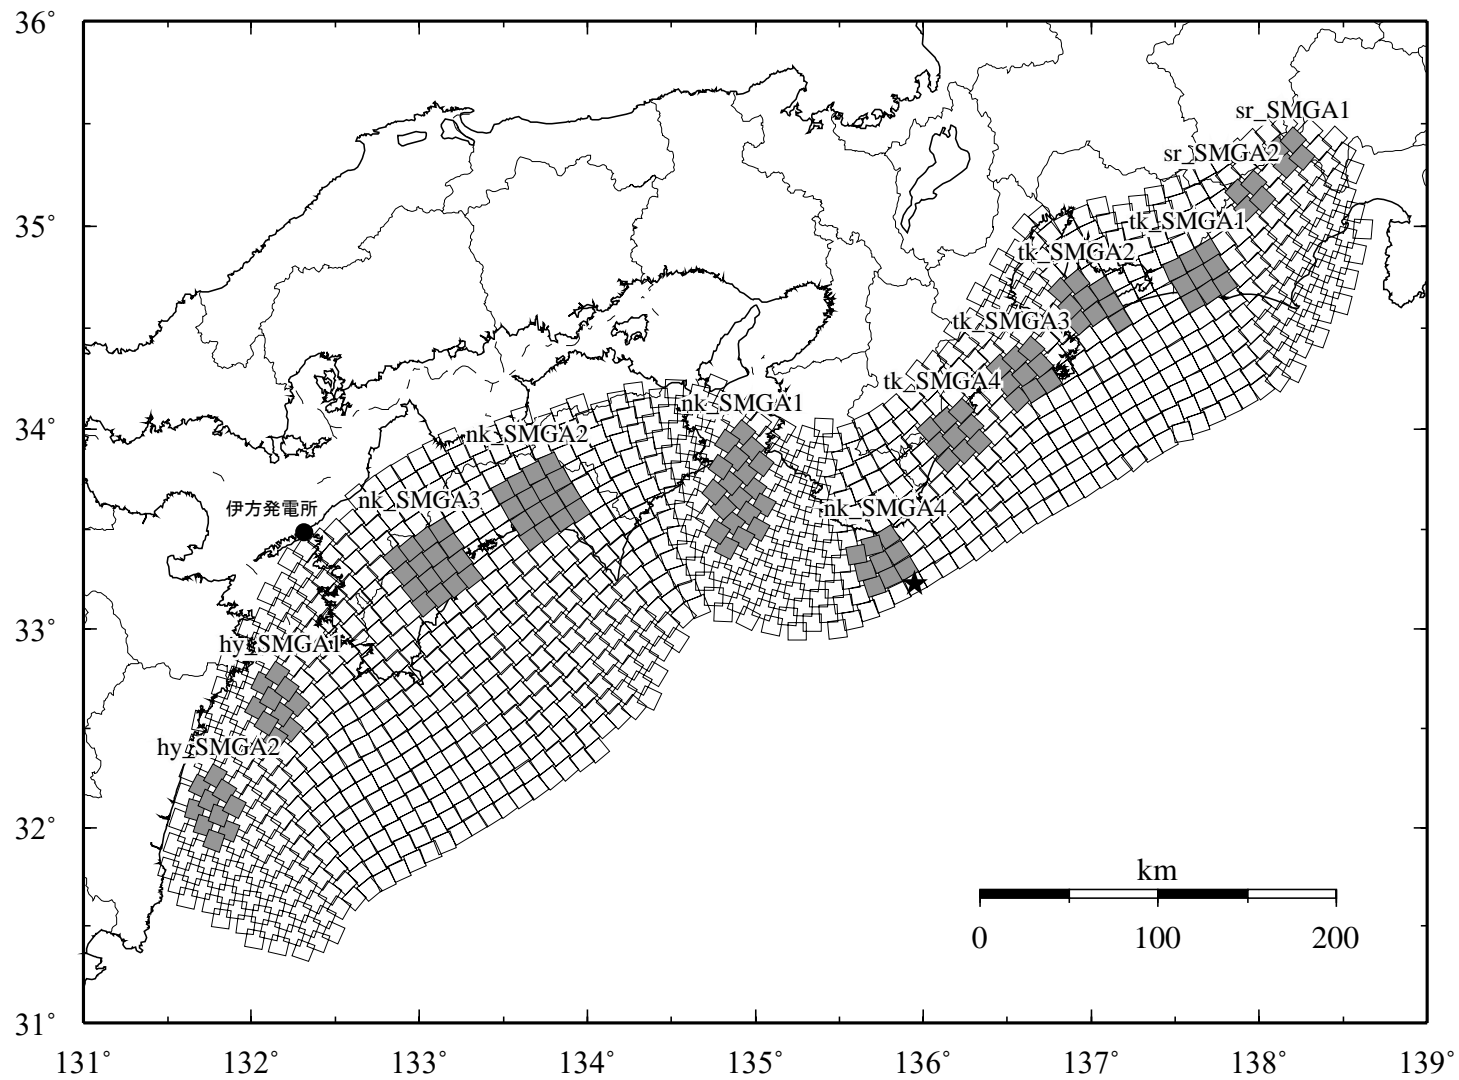 36°
35°
34°
33°
32°
31°
sr_SMGA1
sr_SMGA2
tk_SMGA1
tk_SMGA2
tk_SMGA3
tk_SMGA4
nk_SMGA1
nk_SMGA2
nk_SMGA3
nk_SMGA4
伊方発電所
hy_SMGA1
hy_SMGA2
km
0 100 200
131° 132° 133° 134° 135° 136° 137° 138° 139°